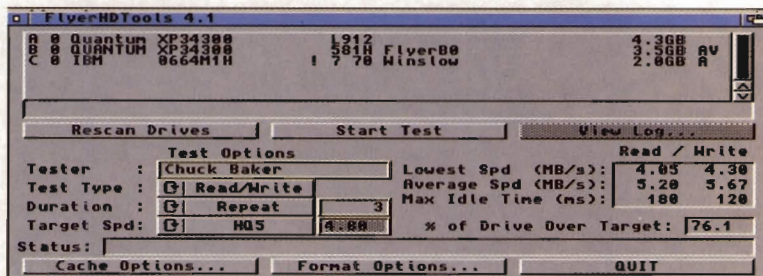 FlyerHDTools 4.1
A 0 Quantum XP34300 L912 4.3GB
B 0 QUANTUM XP34300 581H FlyerB0 3.5GB AV
C 0 IBM 0664M1H ! 7 70 Winslow 2.0GB A
Rescan Drives Start Test View Log...
Test Options Read / Write
Tester : Chuck Baker Lowest Spd (MB/s): 4.05 4.30
Test Type : Read/Write Average Spd (MB/s): 5.20 5.67
Duration : Repeat 3 Max Idle Time (ms): 180 120
Target Spd: HQ5 4.80 % of Drive Over Target: 76.1
Status:
Cache Options... Format Options... QUIT